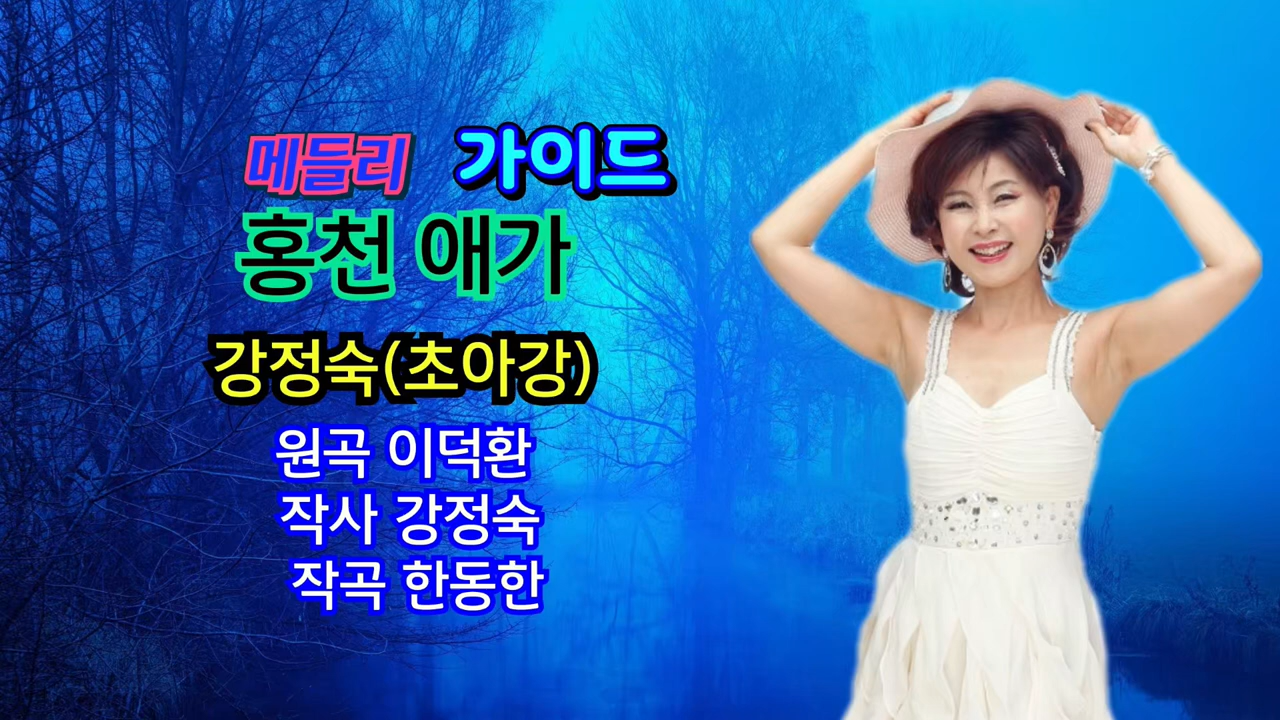 메들리 가이드
홍천 애가
강정숙(초아강)
원곡 이덕환
작사 강정숙
작곡 한동한